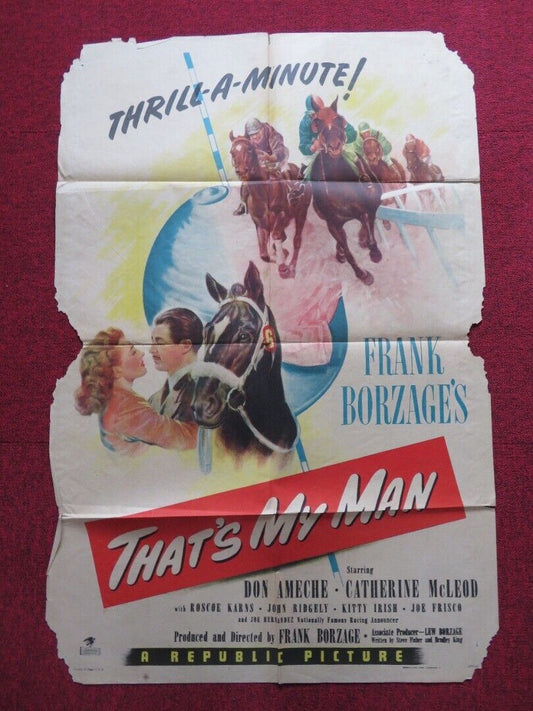 THRILL-A-MINUTE!
FRANK
BORZAGE'S
THAT'S MY MAN
Starring
DON AMECHE · CATHERINE McLEOD
with ROSCOE KARNS · JOHN RIDGELY · KITTY IRISH · JOE FRISCO
and JOE HERNANDEZ Nationally Famous Racing Announcer
Produced and Directed by FRANK BORZAGE · Associate Producer—LEW BORZAGE
Written by Steve Fisher and Bradley King
A REPUBLIC PICTURE